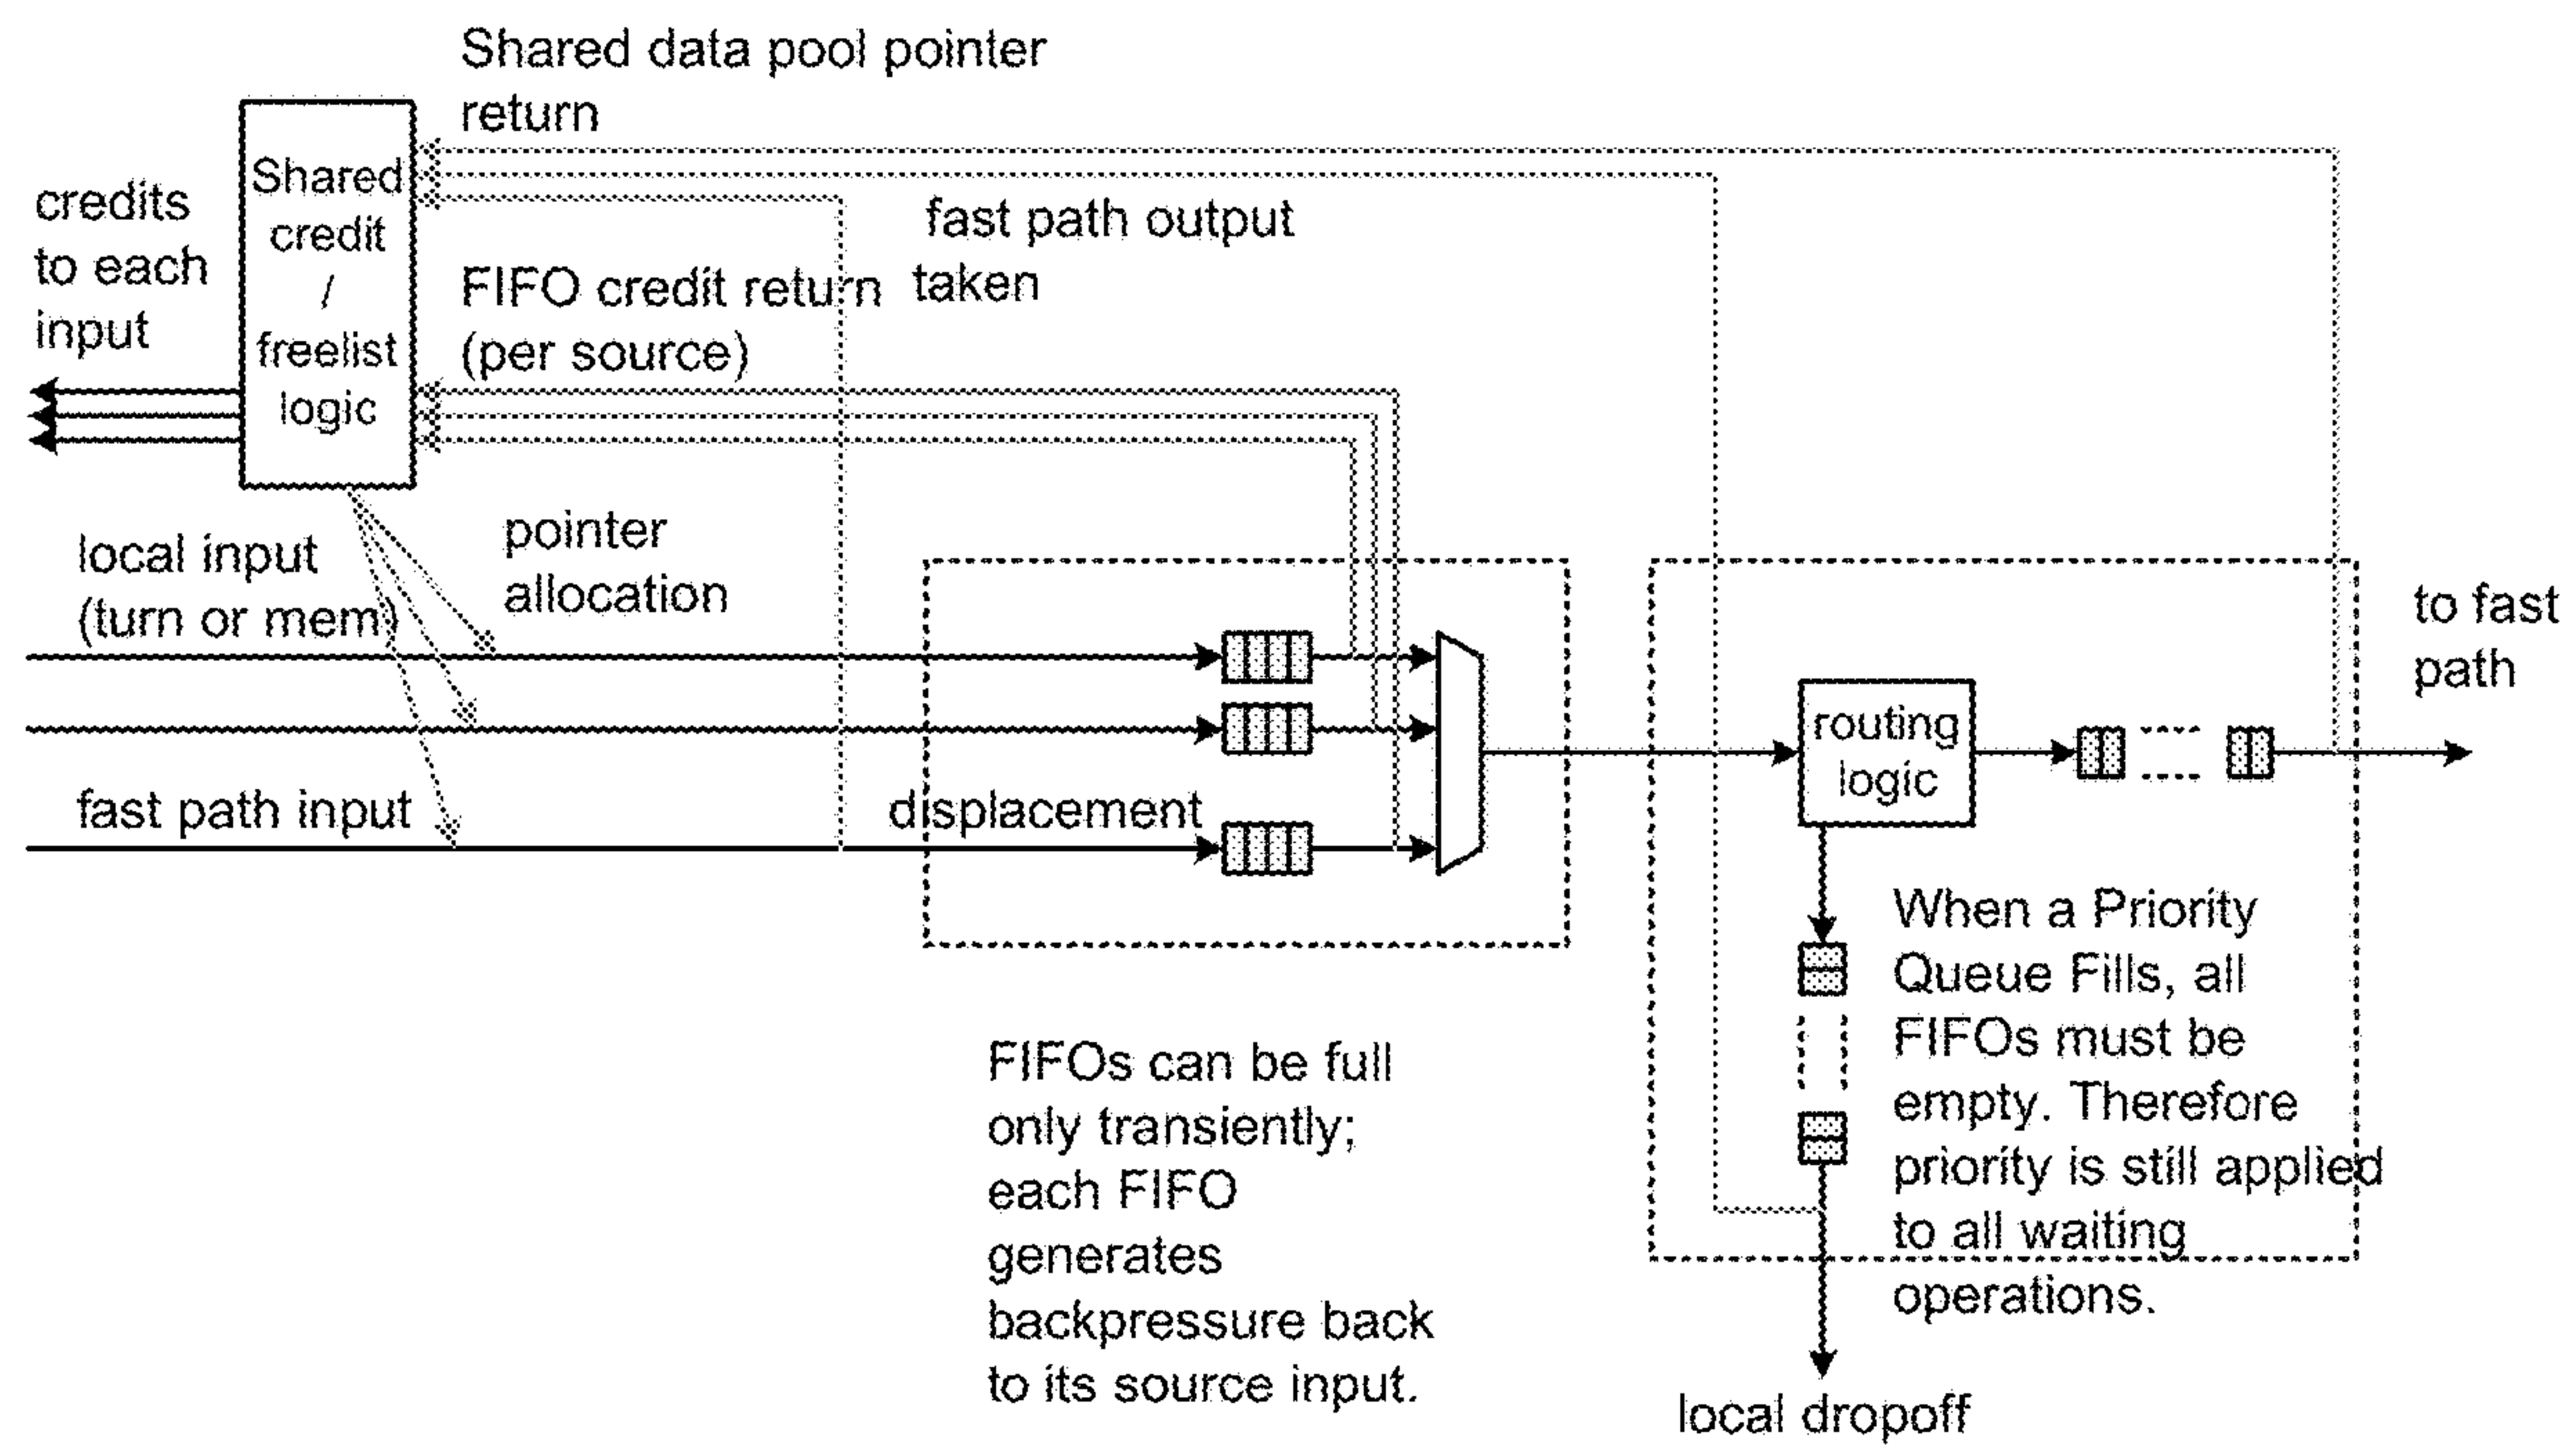 Shared data pool pointer
return
Shared
credit
/
freelist
logic
credits
to each
input
fast path output
taken
FIFO credit return
(per source)
pointer
allocation
local input
(turn or mem)
fast path input
displacement
routing
logic
to fast
path
When a Priority
Queue Fills, all
FIFOs must be
empty. Therefore
priority is still applied
to all waiting
operations.
FIFOs can be full
only transiently;
each FIFO
generates
backpressure back
to its source input.
local dropoff